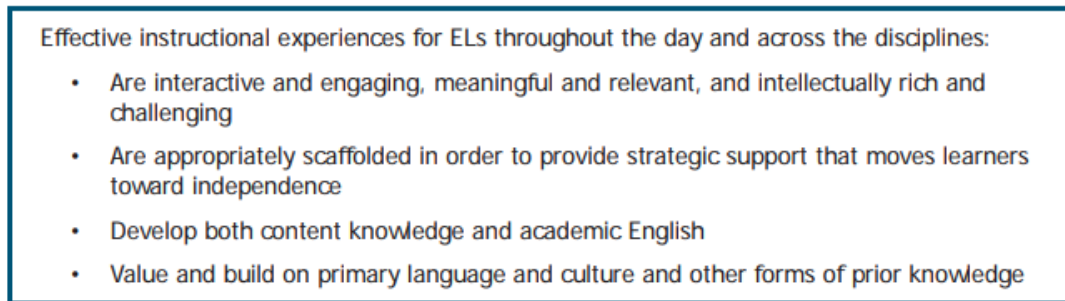 Effective instructional experiences for ELs throughout the day and across the disciplines:
• Are interactive and engaging, meaningful and relevant, and intellectually rich and
challenging
• Are appropriately scaffolded in order to provide strategic support that moves learners
toward independence
• Develop both content knowledge and academic English
• Value and build on primary language and culture and other forms of prior knowledge